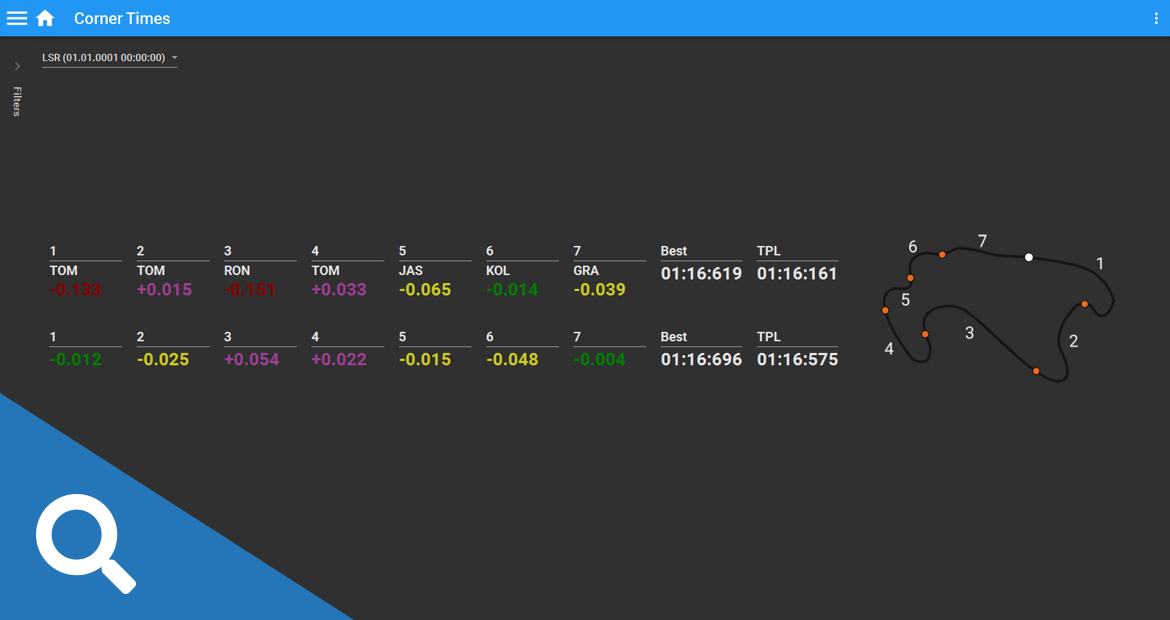 Corner Times
LSR (01.01.0001 00:00:00)
Filters
1 2 3 4 5 6 7 Best TPL
TOM TOM RON TOM JAS KOL GRA
-0.133 +0.015 -0.151 +0.033 -0.065 -0.014 -0.039 01:16:619 01:16:161
1 2 3 4 5 6 7 Best TPL
-0.012 -0.025 +0.054 +0.022 -0.015 -0.048 -0.004 01:16:696 01:16:575
7
6
1
5
3
2
4